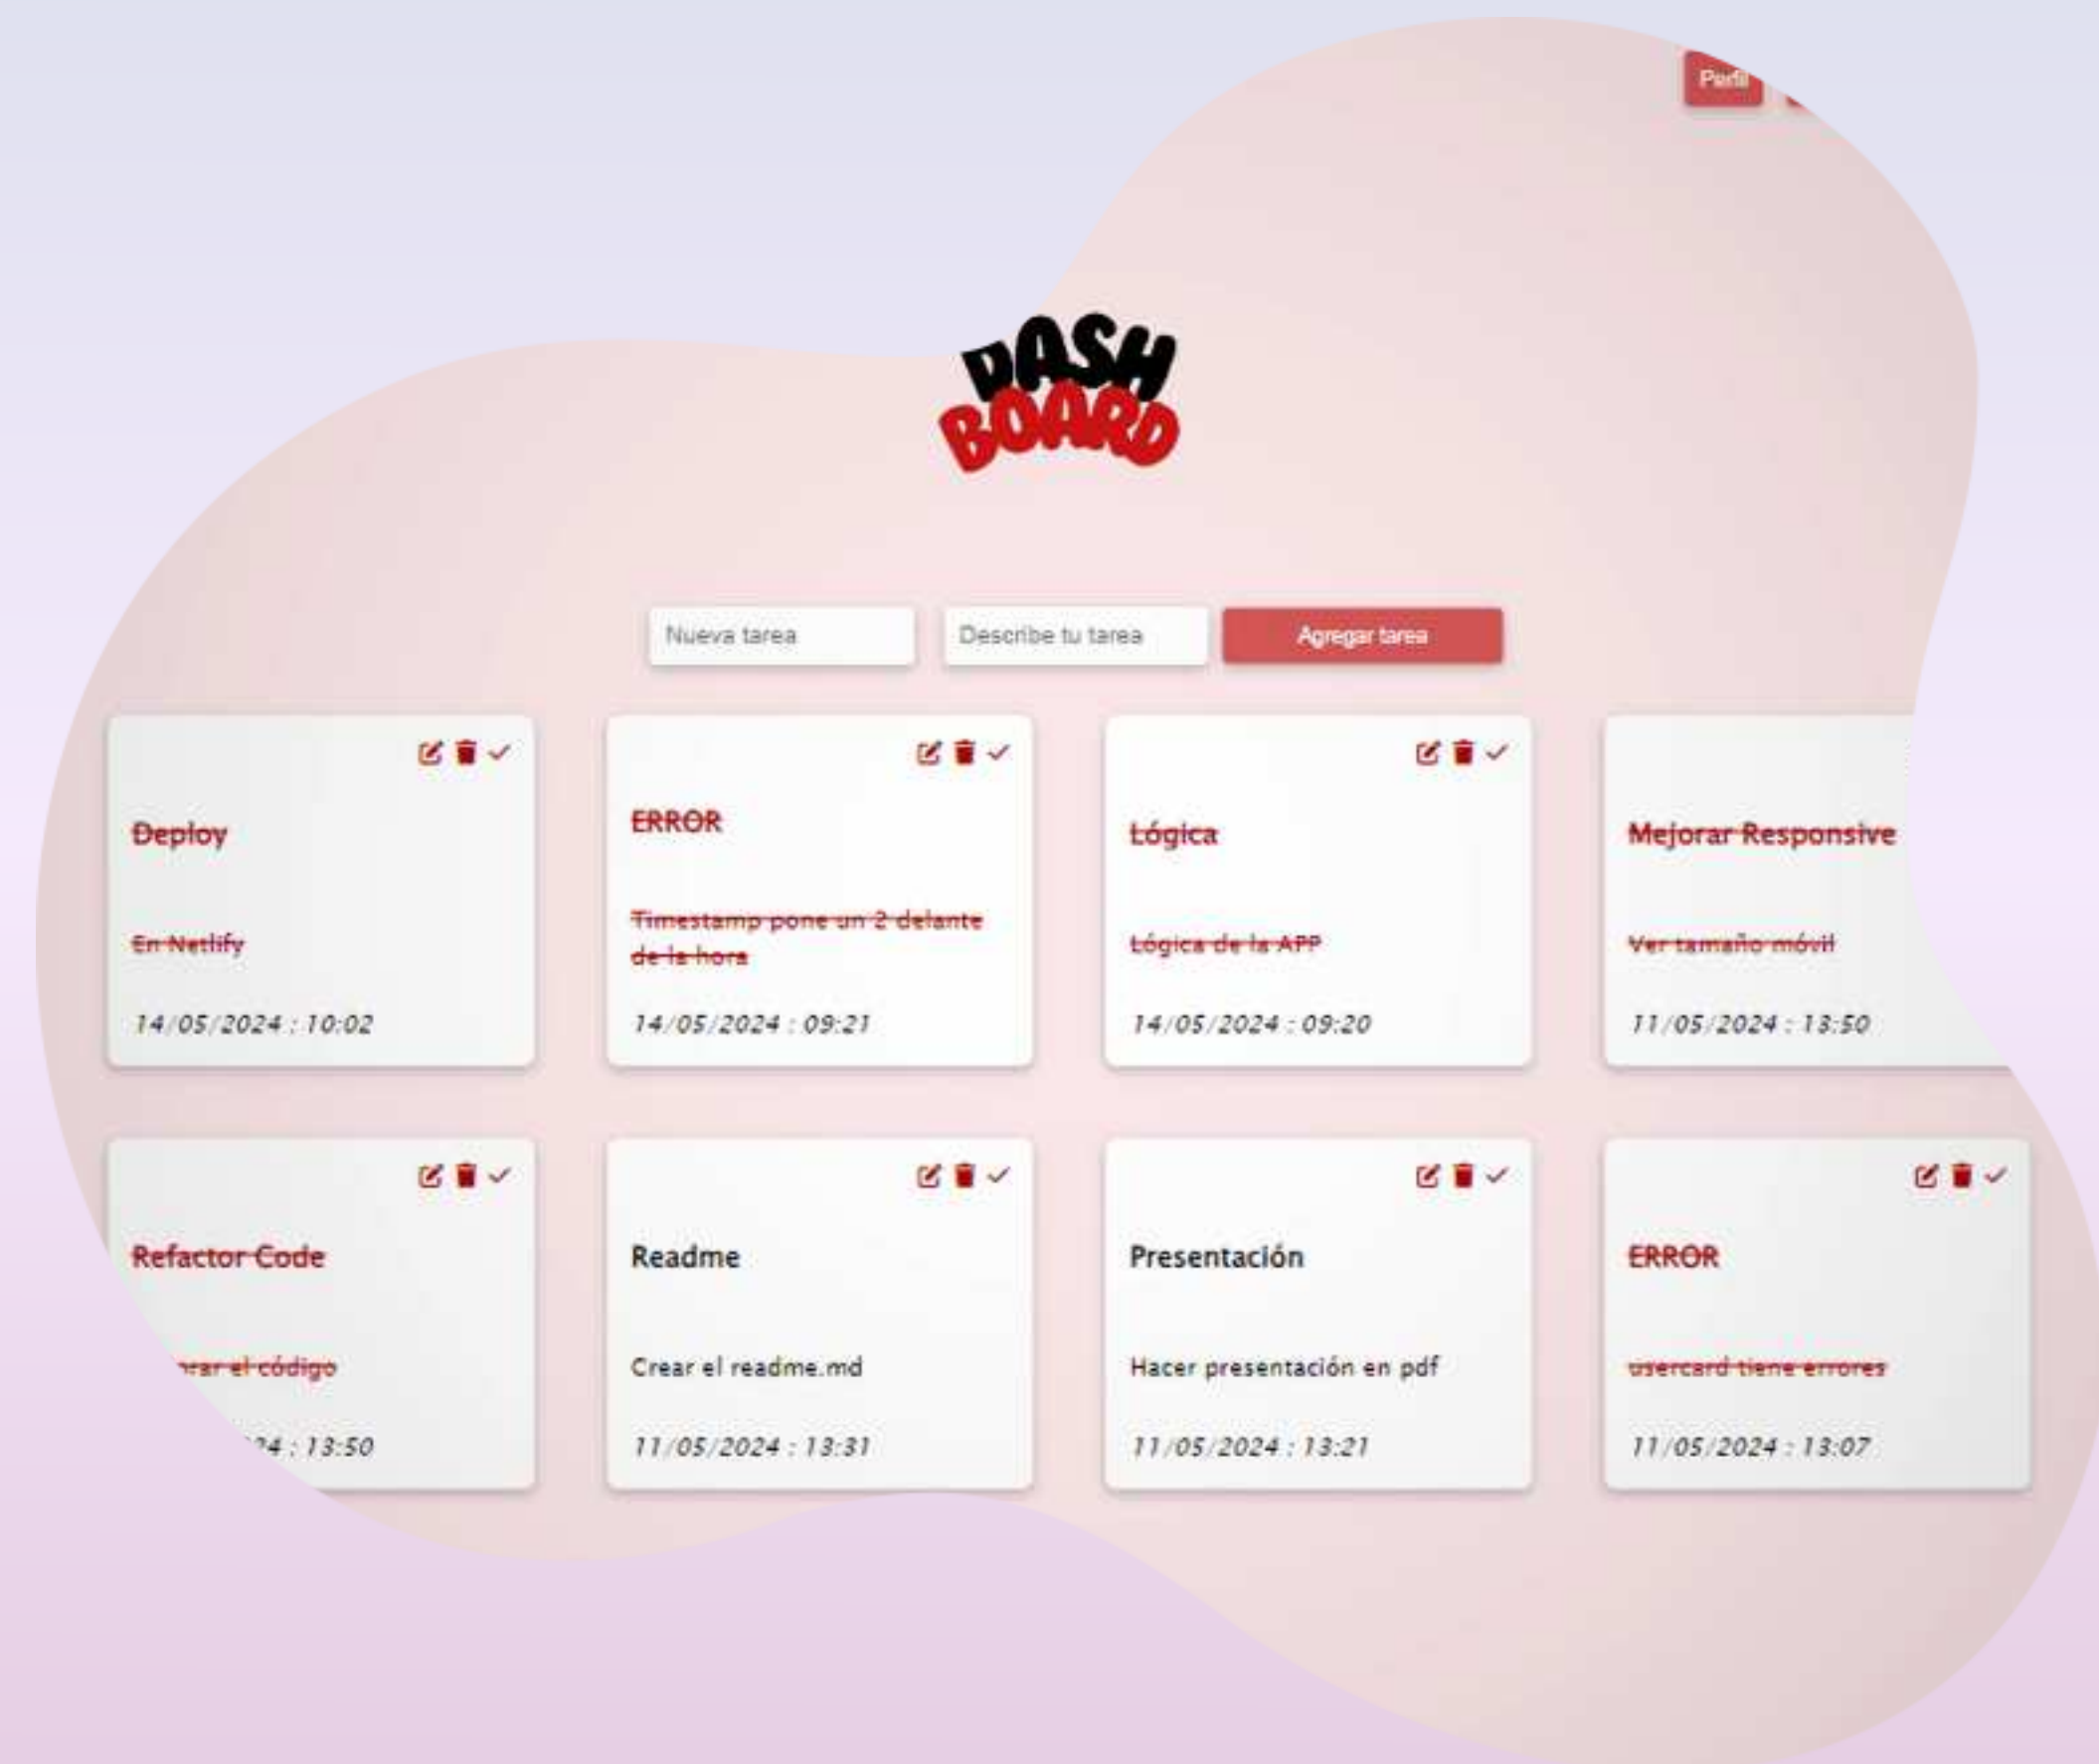 Perfil
DASH
BOARD
Nueva tarea
Describe tu tarea
Agregar tarea
Deploy
En Netlify
14/05/2024 : 10:02
ERROR
Timestamp pone un 2 delante
de la hora
14/05/2024 : 09:21
Lógica
Lógica de la APP
14/05/2024 : 09:20
Mejorar Responsive
Ver tamaño móvil
11/05/2024 : 13:50
Refactor Code
el código
: 13:50
Readme
Crear el readme.md
11/05/2024 : 13:31
Presentación
Hacer presentación en pdf
11/05/2024 : 13:21
ERROR
usercard tiene errores
11/05/2024 : 13:07